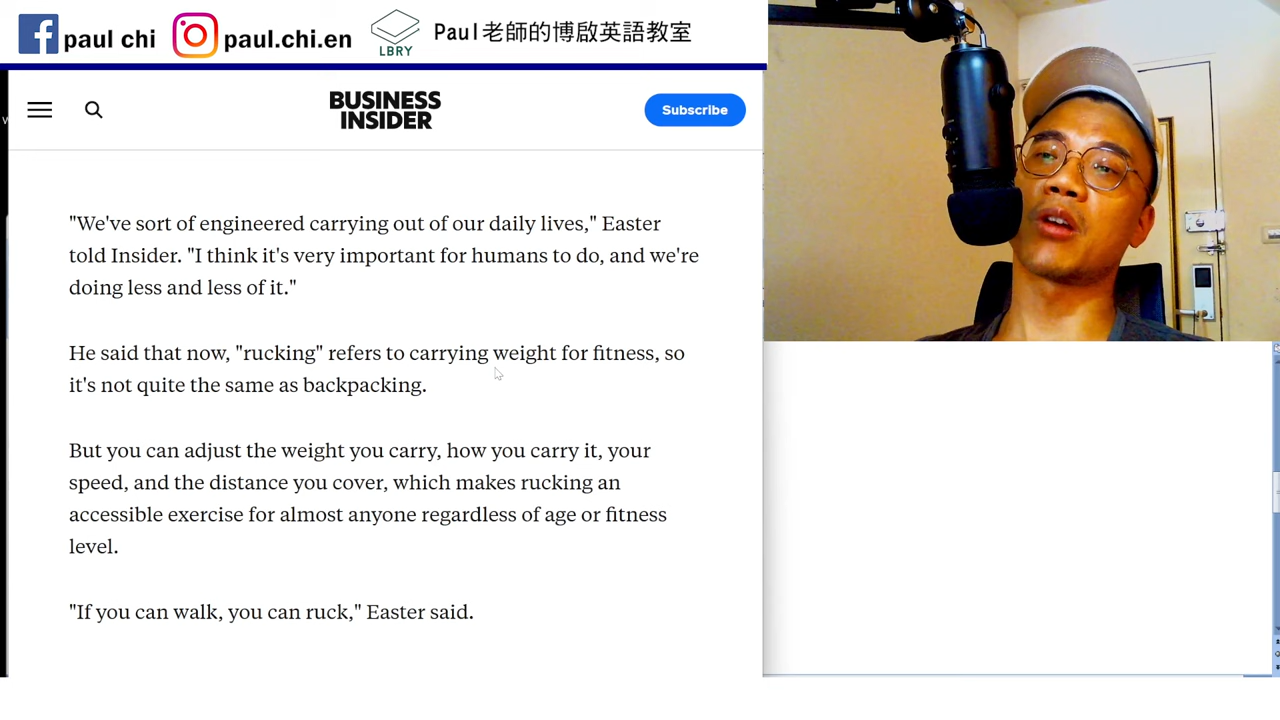 paul chi
paul.chi.en
LBRY
Paul老師的博啟英語教室
BUSINESS
INSIDER
Subscribe
"We've sort of engineered carrying out of our daily lives," Easter
told Insider. "I think it's very important for humans to do, and we're
doing less and less of it."
He said that now, "rucking" refers to carrying weight for fitness, so
it's not quite the same as backpacking.
But you can adjust the weight you carry, how you carry it, your
speed, and the distance you cover, which makes rucking an
accessible exercise for almost anyone regardless of age or fitness
level.
"If you can walk, you can ruck," Easter said.